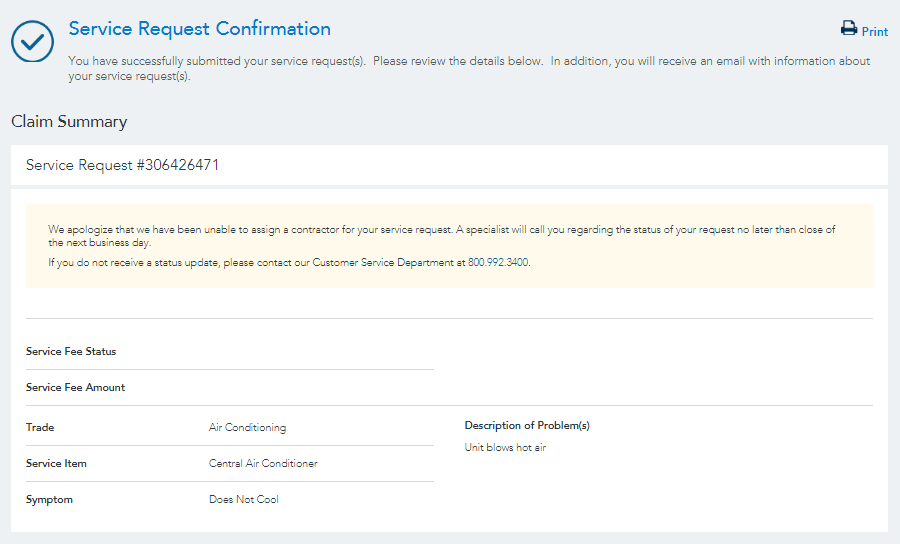 Service Request Confirmation
Print
You have successfully submitted your service request(s).  Please review the details below.  In addition, you will receive an email with information about
your service request(s).
Claim Summary
Service Request #306426471
We apologize that we have been unable to assign a contractor for your service request. A specialist will call you regarding the status of your request no later than close of
the next business day.
If you do not receive a status update, please contact our Customer Service Department at 800.992.3400.
Service Fee Status
Service Fee Amount
Trade Air Conditioning
Service Item Central Air Conditioner
Symptom Does Not Cool
Description of Problem(s)
Unit blows hot air